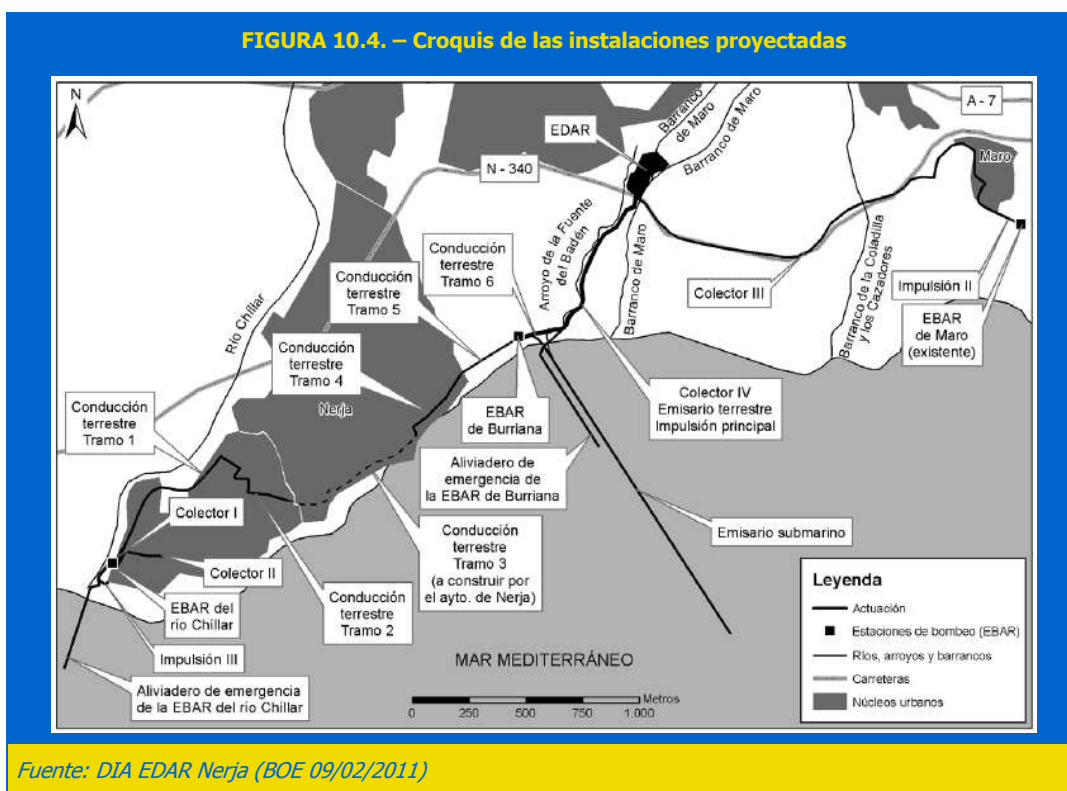 FIGURA 10.4. – Croquis de las instalaciones proyectadas
N
A - 7
EDAR
Barranco
de Maro
Barranco de Maro
Maro
N - 340
Arroyo de la Fuente
del Badén
Barranco de Maro
Conducción
terrestre
Tramo 6
Conducción
terrestre
Tramo 5
Río Chíllar
Colector III
Barranco de la Coladilla
y los Cazadores
Impulsión II
EBAR
de Maro
(existente)
Conducción
terrestre
Tramo 4
Nerja
Conducción
terrestre
Tramo 1
EBAR
de Burriana
Colector IV
Emisario terrestre
Impulsión principal
Aliviadero de
emergencia de
la EBAR de Burriana
Colector I
Emisario submarino
Conducción
terrestre
Tramo 3
(a construir por
el ayto. de Nerja)
Colector II
Conducción
terrestre
Tramo 2
EBAR del
río Chillar
Impulsión III
MAR MEDITERRÁNEO
Aliviadero de emergencia
de la EBAR del río Chillar
Metros
0 250 500 750 1.000
Leyenda
Actuación
Estaciones de bombeo (EBAR)
Ríos, arroyos y barrancos
Carreteras
Núcleos urbanos
Fuente: DIA EDAR Nerja (BOE 09/02/2011)